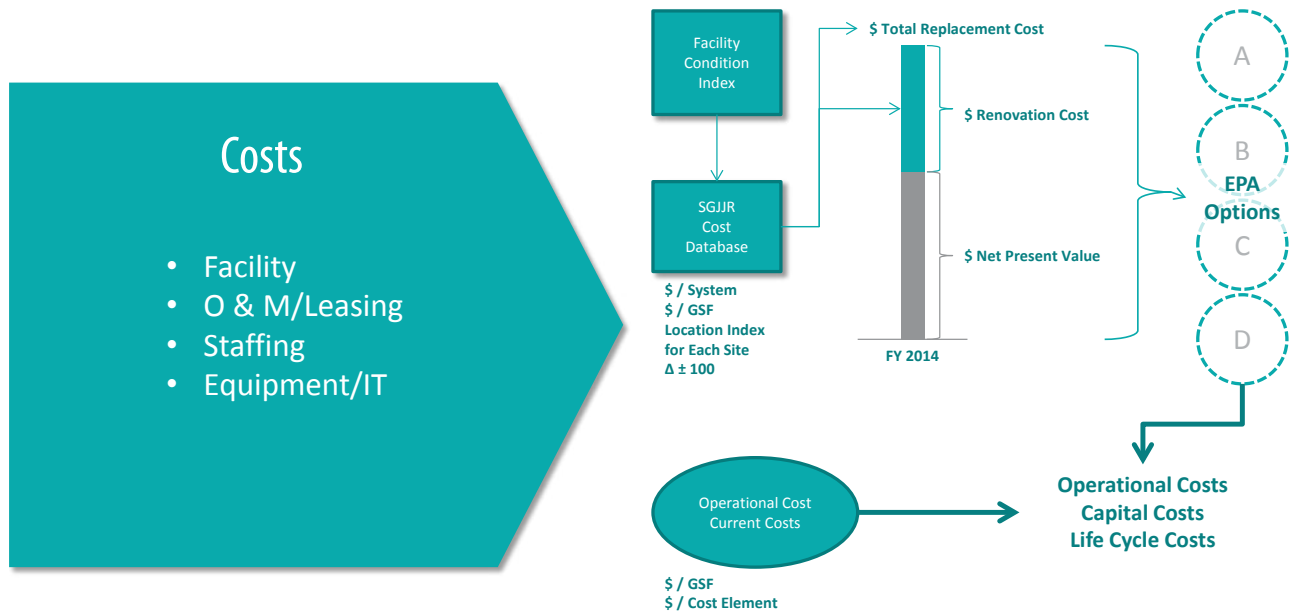 Costs
• Facility
• O & M/Leasing
• Staffing
• Equipment/IT
Facility
Condition
Index
SGJJR
Cost
Database
$ / System
$ / GSF
Location Index
for Each Site
Δ ± 100
$ Total Replacement Cost
$ Renovation Cost
$ Net Present Value
FY 2014
A
B
EPA
Options
C
D
Operational Cost
Current Costs
$ / GSF
$ / Cost Element
Operational Costs
Capital Costs
Life Cycle Costs